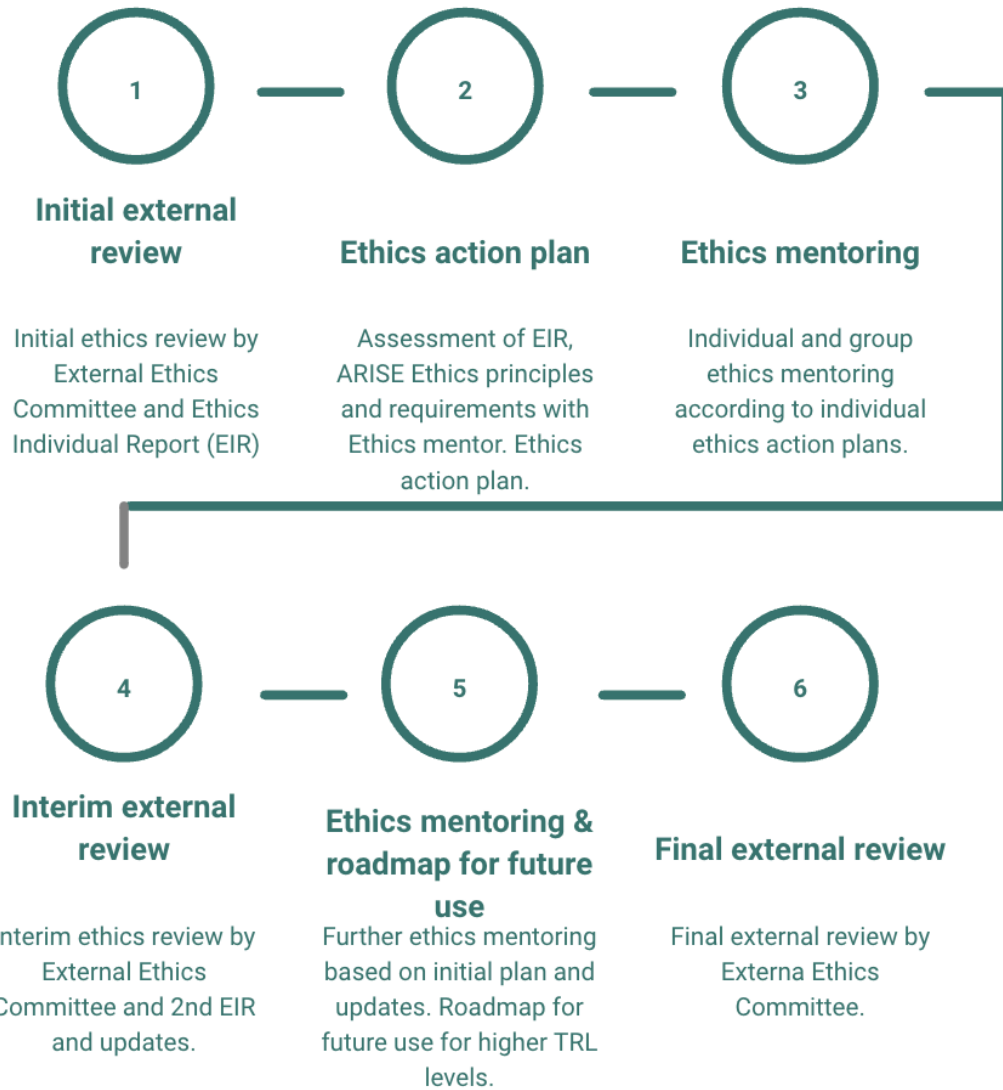 1
2
3
Initial external
review
Ethics action plan
Ethics mentoring
Initial ethics review by
External Ethics
Committee and Ethics
Individual Report (EIR)
Assessment of EIR,
ARISE Ethics principles
and requirements with
Ethics mentor. Ethics
action plan.
Individual and group
ethics mentoring
according to individual
ethics action plans.
4
5
6
Interim external
review
Ethics mentoring &
roadmap for future
use
Final external review
nterim ethics review by
External Ethics
Committee and 2nd EIR
and updates.
Further ethics mentoring
based on initial plan and
updates. Roadmap for
future use for higher TRL
levels.
Final external review by
Externa Ethics
Committee.